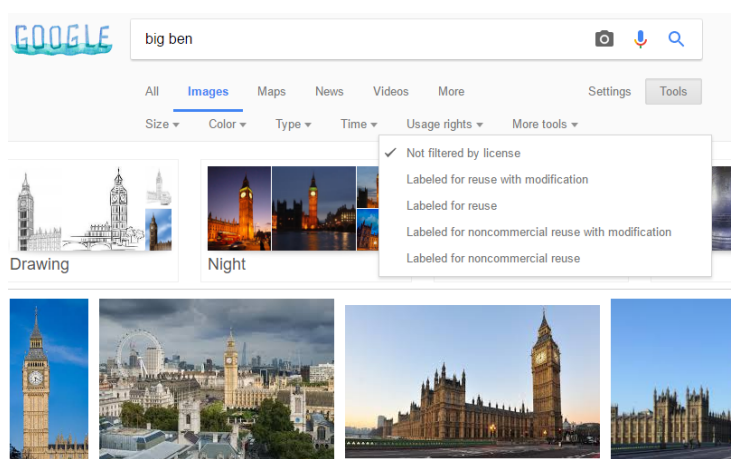 GOOGLE
big ben
All Images Maps News Videos More Settings Tools
Size Color Type Time Usage rights More tools
Not filtered by license
Labeled for reuse with modification
Labeled for reuse
Labeled for noncommercial reuse with modification
Labeled for noncommercial reuse
Drawing
Night